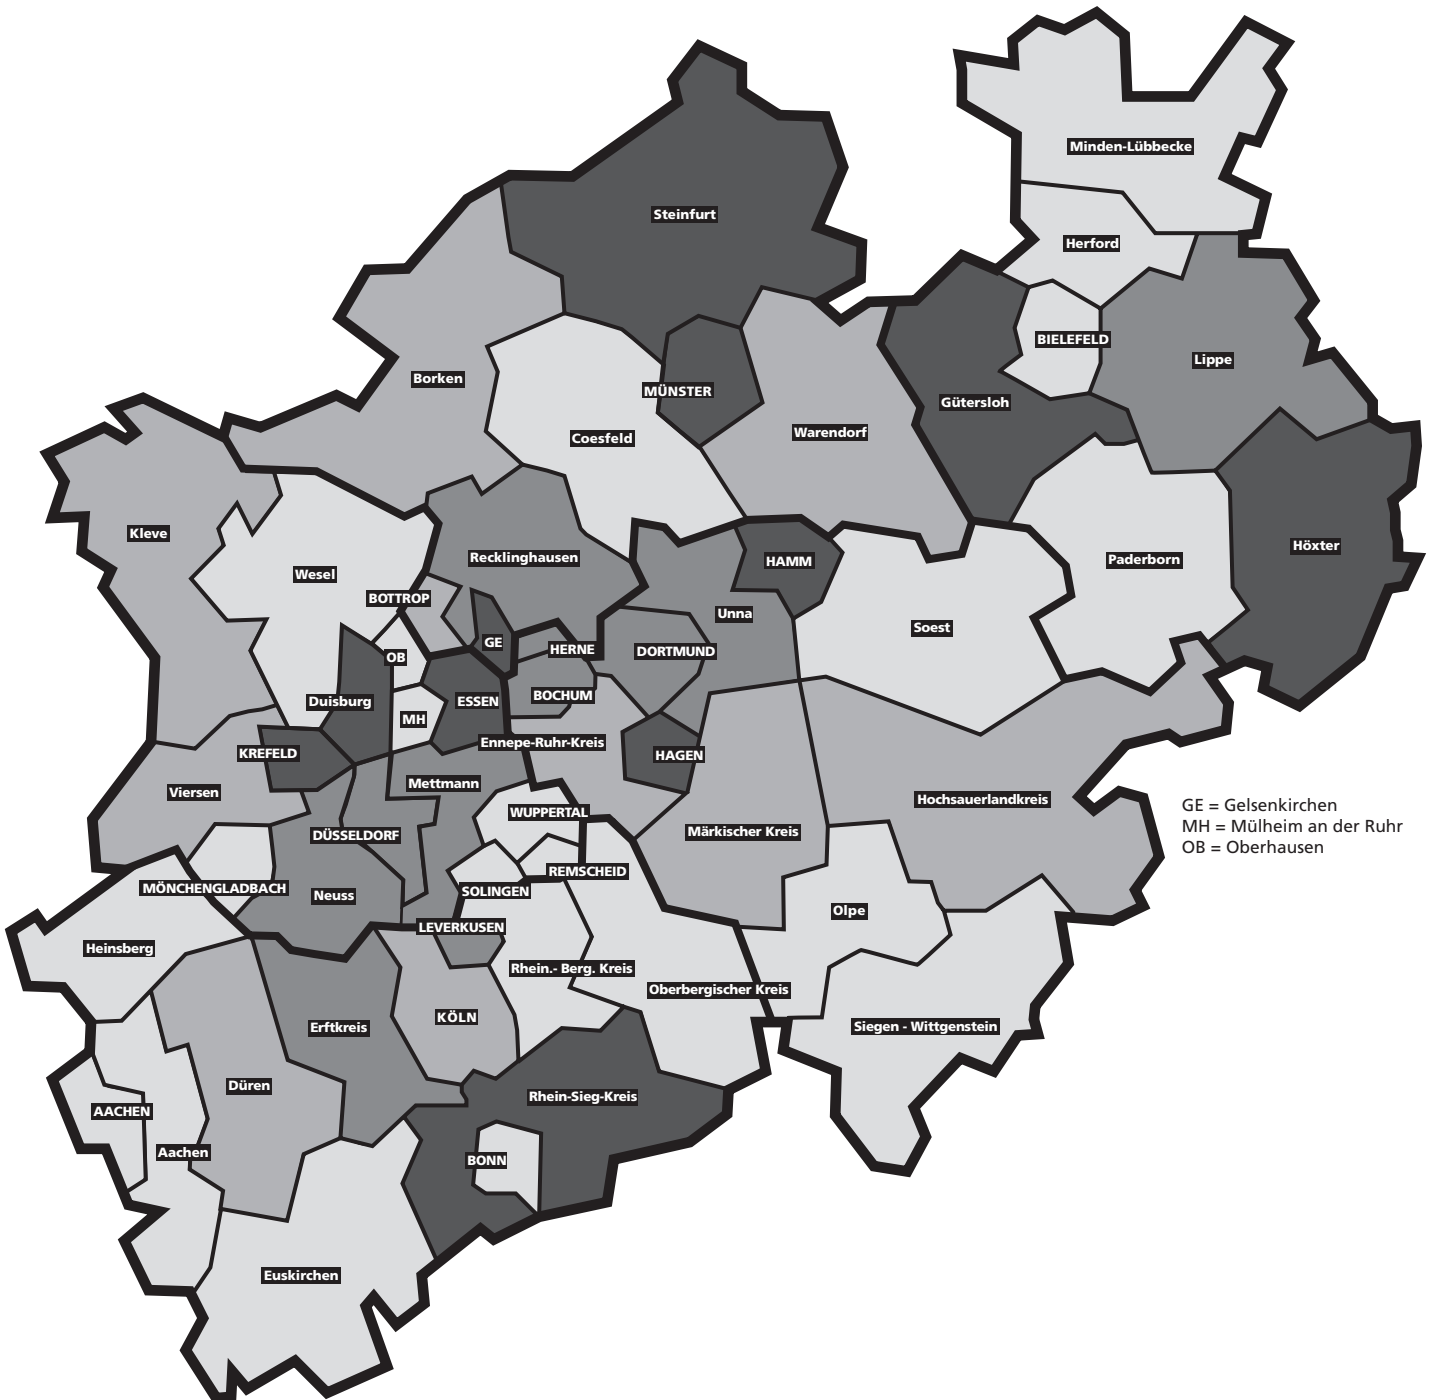 Minden-Lübbecke
Steinfurt
Herford
BIELEFELD
Lippe
Borken
MÜNSTER
Gütersloh
Coesfeld
Warendorf
Kleve
Recklinghausen
HAMM
Paderborn
Höxter
Wesel
BOTTROP
Unna
Soest
GE
HERNE
DORTMUND
OB
Duisburg
ESSEN
BOCHUM
MH
Ennepe-Ruhr-Kreis
KREFELD
HAGEN
Mettmann
Viersen
Hochsauerlandkreis
GE = Gelsenkirchen
MH = Mülheim an der Ruhr
OB = Oberhausen
WUPPERTAL
DÜSSELDORF
Märkischer Kreis
REMSCHEID
MÖNCHENGLADBACH
SOLINGEN
Neuss
Olpe
LEVERKUSEN
Heinsberg
Rhein.- Berg. Kreis
Oberbergischer Kreis
KÖLN
Erftkreis
Siegen - Wittgenstein
Düren
Rhein-Sieg-Kreis
AACHEN
Aachen
BONN
Euskirchen